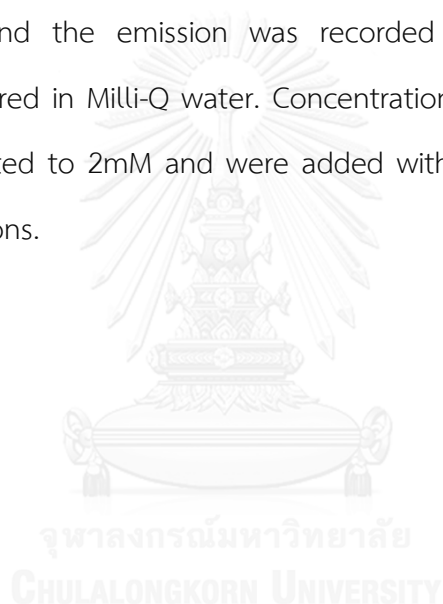 nd the emission was recorded
red in Milli-Q water. Concentration
ted to 2mM and were added with
ons.
จุฬาลงกรณ์มหาวิทยาลัย
CHULALONGKORN UNIVERSITY